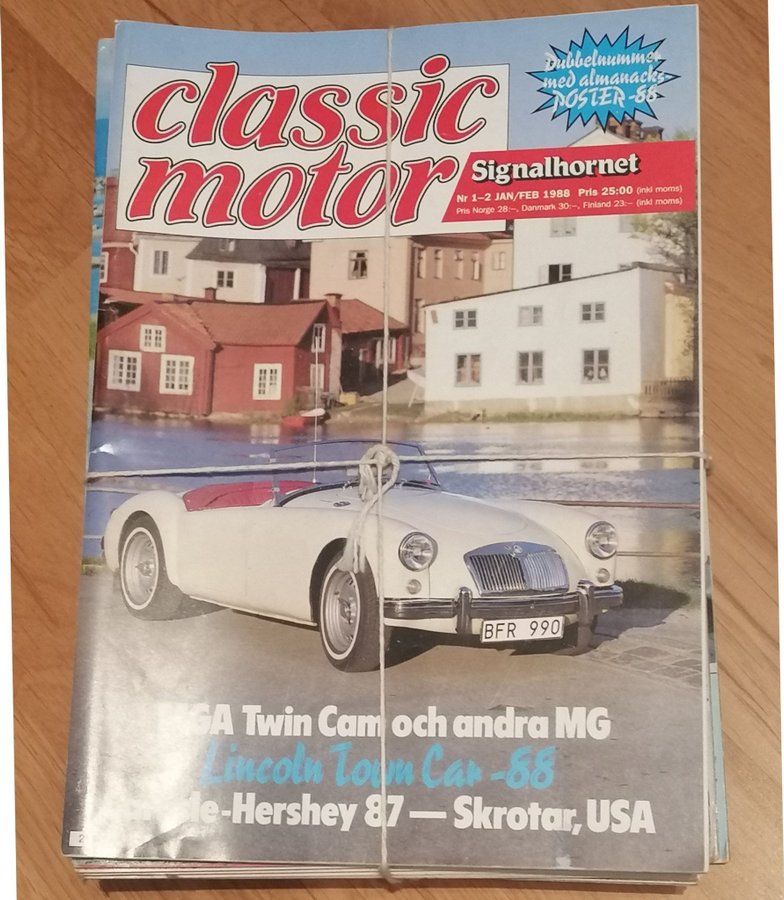 Dubbelnummer
med almanacks
POSTER -88
classic
motor
Signalhornet
Nr 1–2 JAN/FEB 1988 Pris 25:00 (inkl moms)
Pris Norge 28:–, Danmark 30:–, Finland 23:– (inkl moms)
BFR 990
MGA Twin Cam och andra MG
Lincoln Town Car -88
-Hershey 87 — Skrotar, USA
2